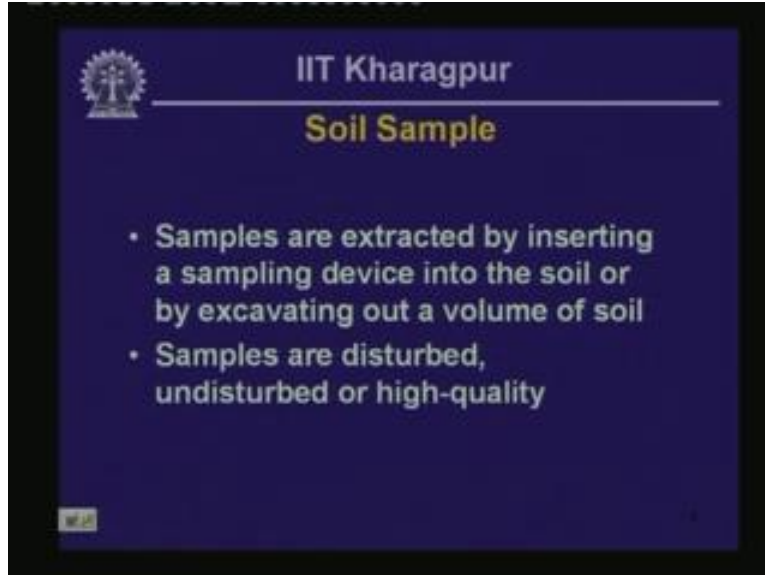 IIT Kharagpur
Soil Sample
• Samples are extracted by inserting
a sampling device into the soil or
by excavating out a volume of soil
• Samples are disturbed,
undisturbed or high-quality